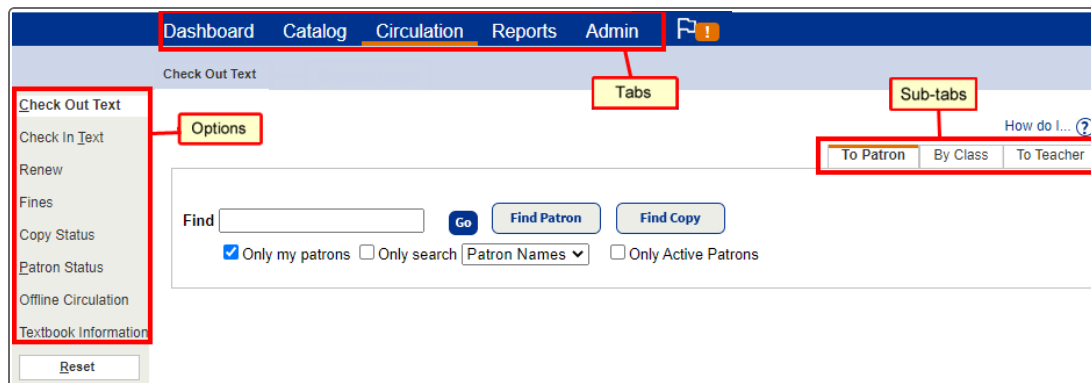 Dashboard Catalog Circulation Reports Admin !
Check Out Text
Tabs
Sub-tabs
Check Out Text
Options
How do I... ?
Check In Text
To Patron By Class To Teacher
Renew
Fines
Find Go Find Patron Find Copy
Copy Status
Only my patrons Only search Patron Names Only Active Patrons
Patron Status
Offline Circulation
Textbook Information
Reset